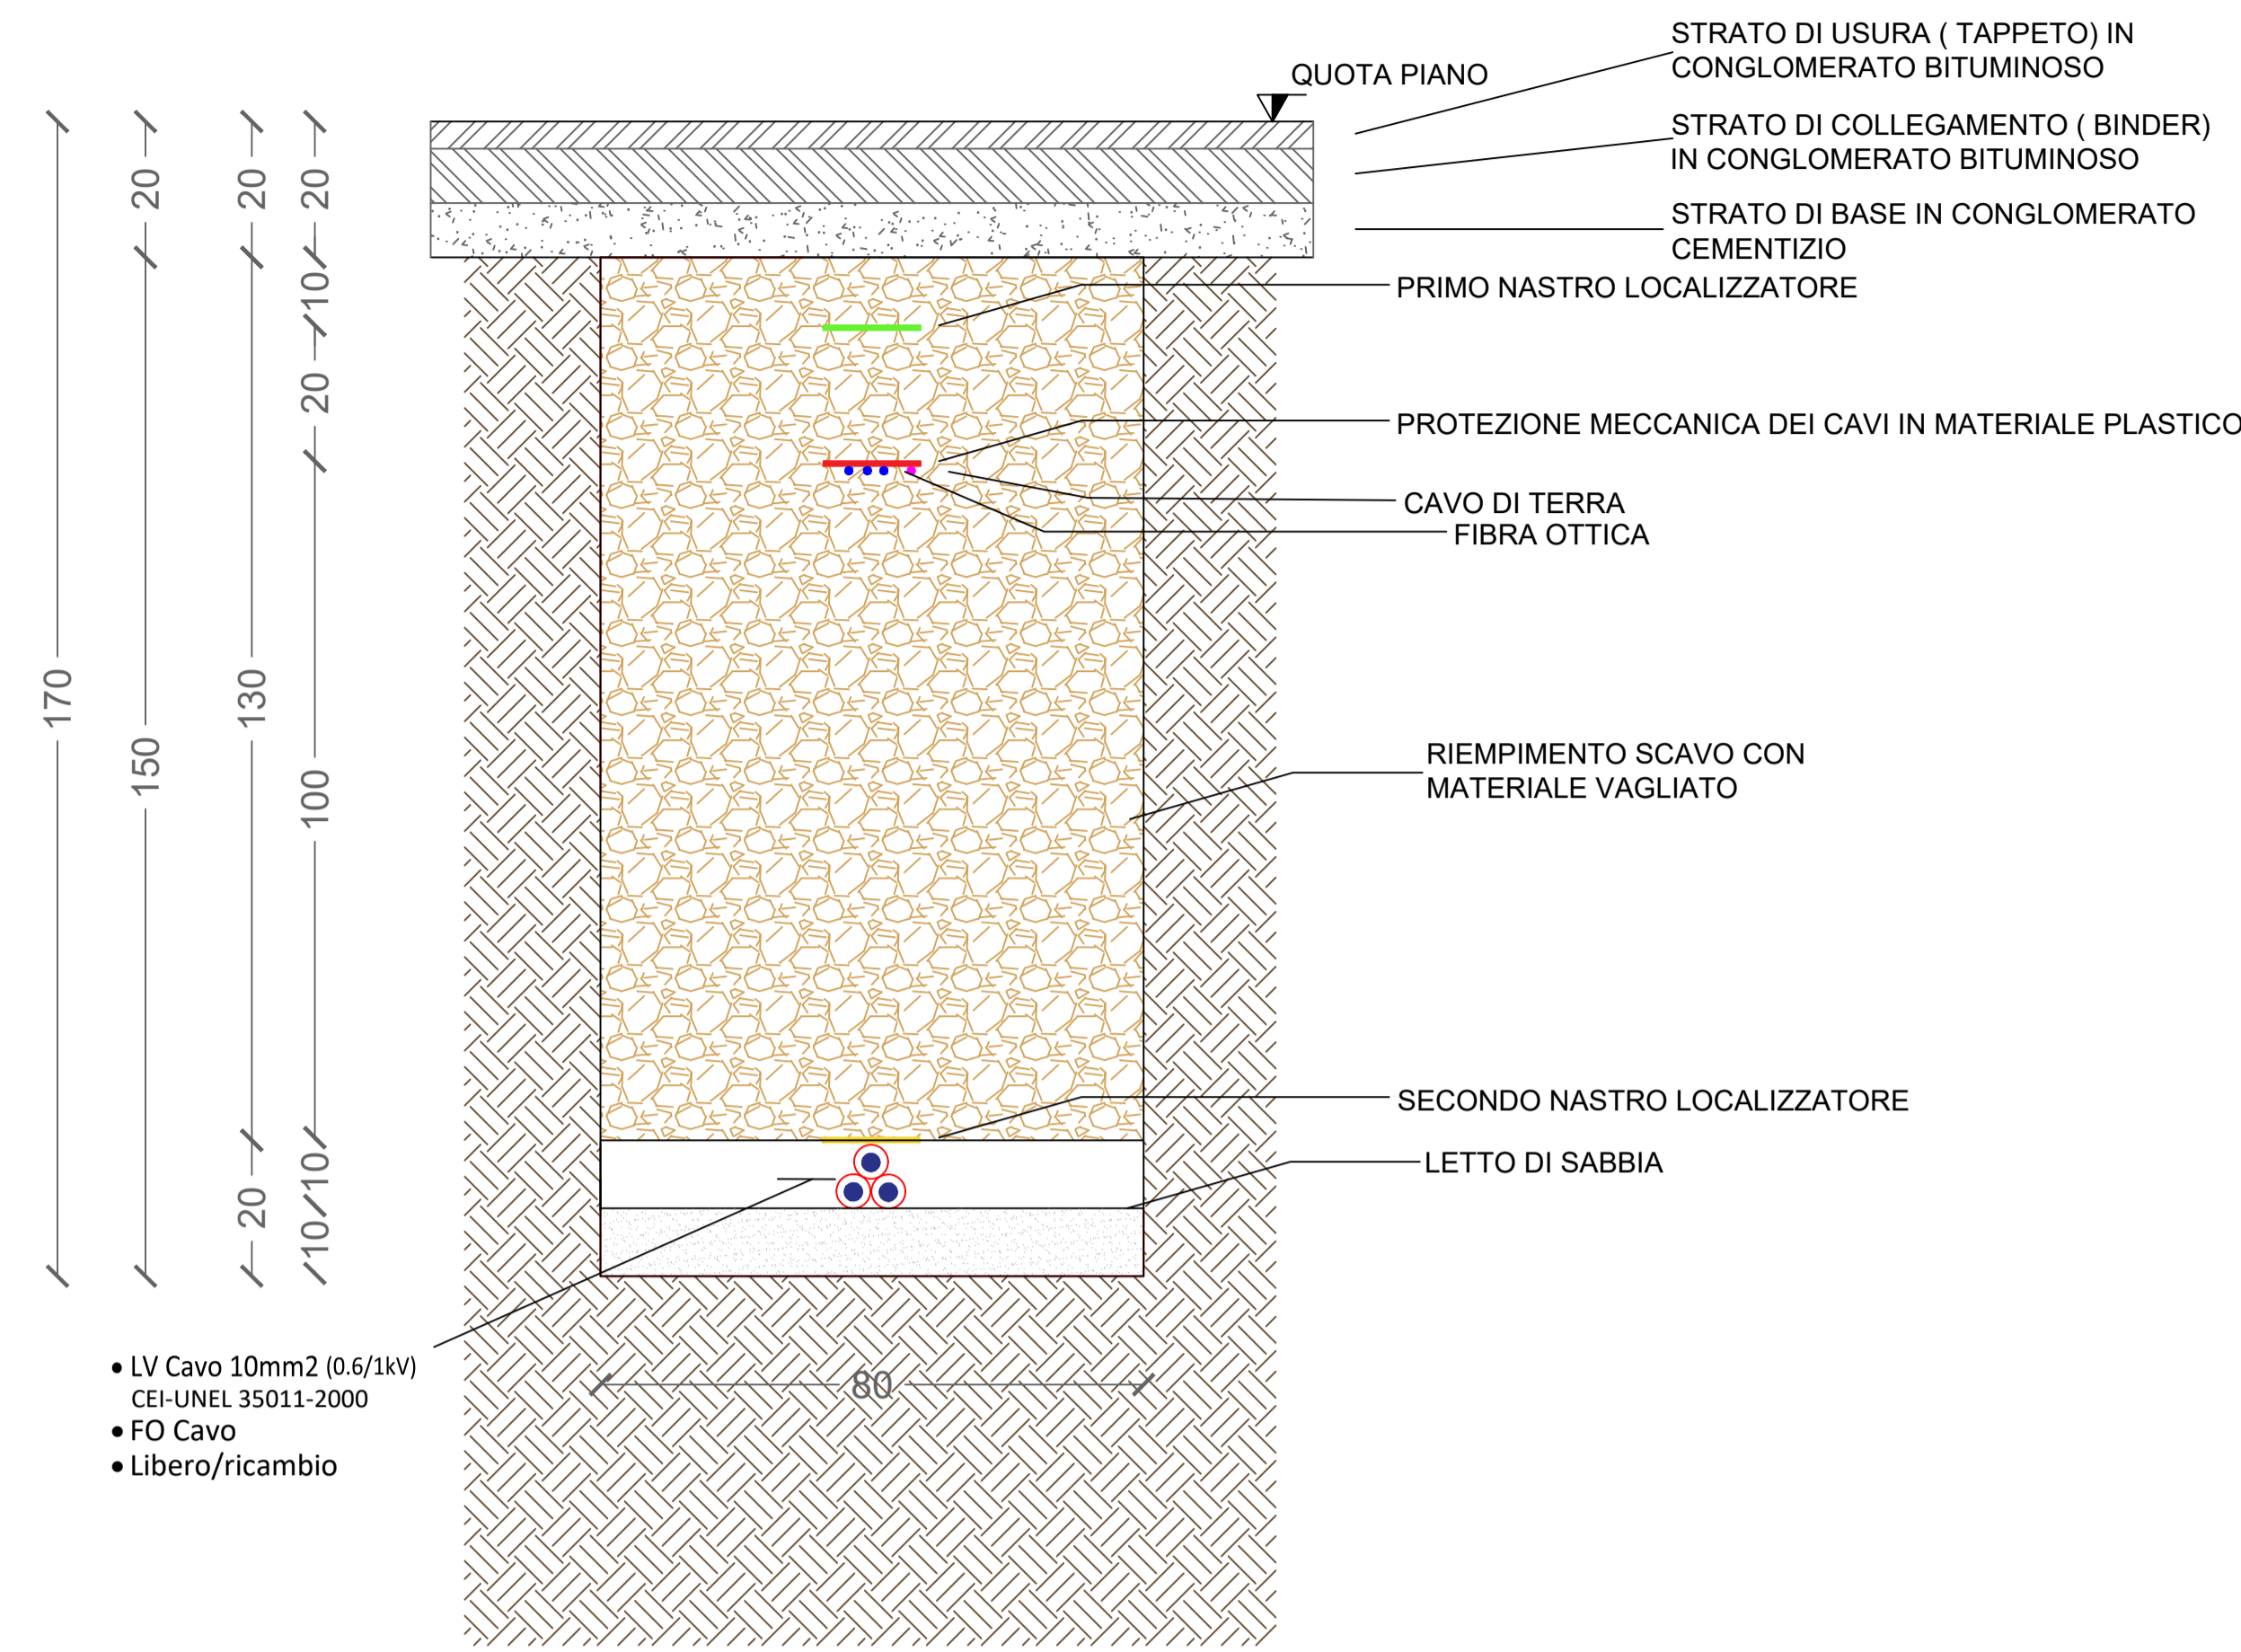 STRATO DI USURA ( TAPPETO) IN
CONGLOMERATO BITUMINOSO
QUOTA PIANO
STRATO DI COLLEGAMENTO ( BINDER)
IN CONGLOMERATO BITUMINOSO
STRATO DI BASE IN CONGLOMERATO
CEMENTIZIO
PRIMO NASTRO LOCALIZZATORE
PROTEZIONE MECCANICA DEI CAVI IN MATERIALE PLASTICO
CAVO DI TERRA
FIBRA OTTICA
RIEMPIMENTO SCAVO CON
MATERIALE VAGLIATO
SECONDO NASTRO LOCALIZZATORE
LETTO DI SABBIA
170
20
150
20
130
20
20
10
20
100
10
10
80
• LV Cavo 10mm2 (0.6/1kV)
CEI-UNEL 35011-2000
• FO Cavo
• Libero/ricambio